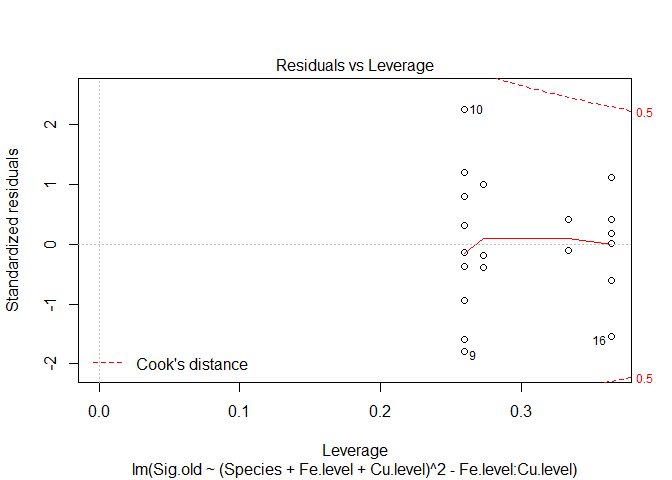 Residuals vs Leverage
Standardized residuals
2
1
0
-1
-2
10
9
16
0.5
0.5
Cook's distance
0.0
0.1
0.2
0.3
Leverage
lm(Sig.old ~ (Species + Fe.level + Cu.level)^2 - Fe.level:Cu.level)